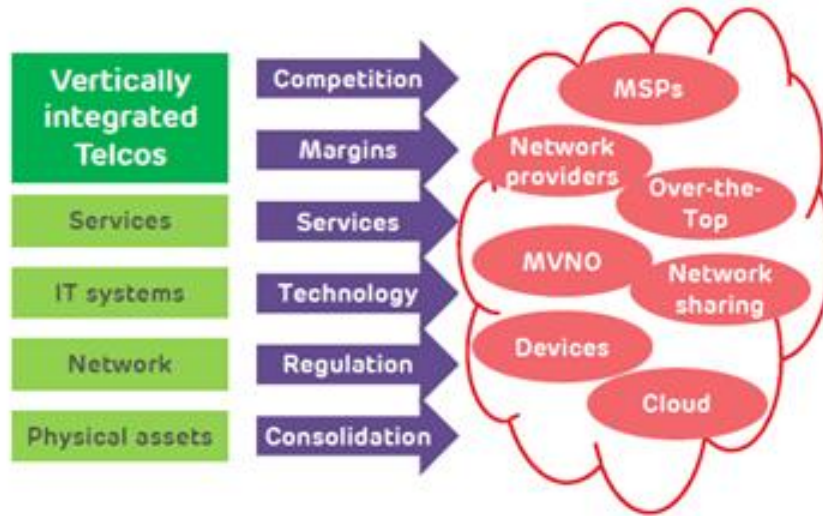 Vertically
integrated
Telcos
Services
IT systems
Network
Physical assets
Competition
Margins
Services
Technology
Regulation
Consolidation
MSPs
Network
providers
Over-the-
Top
MVNO
Network
sharing
Devices
Cloud